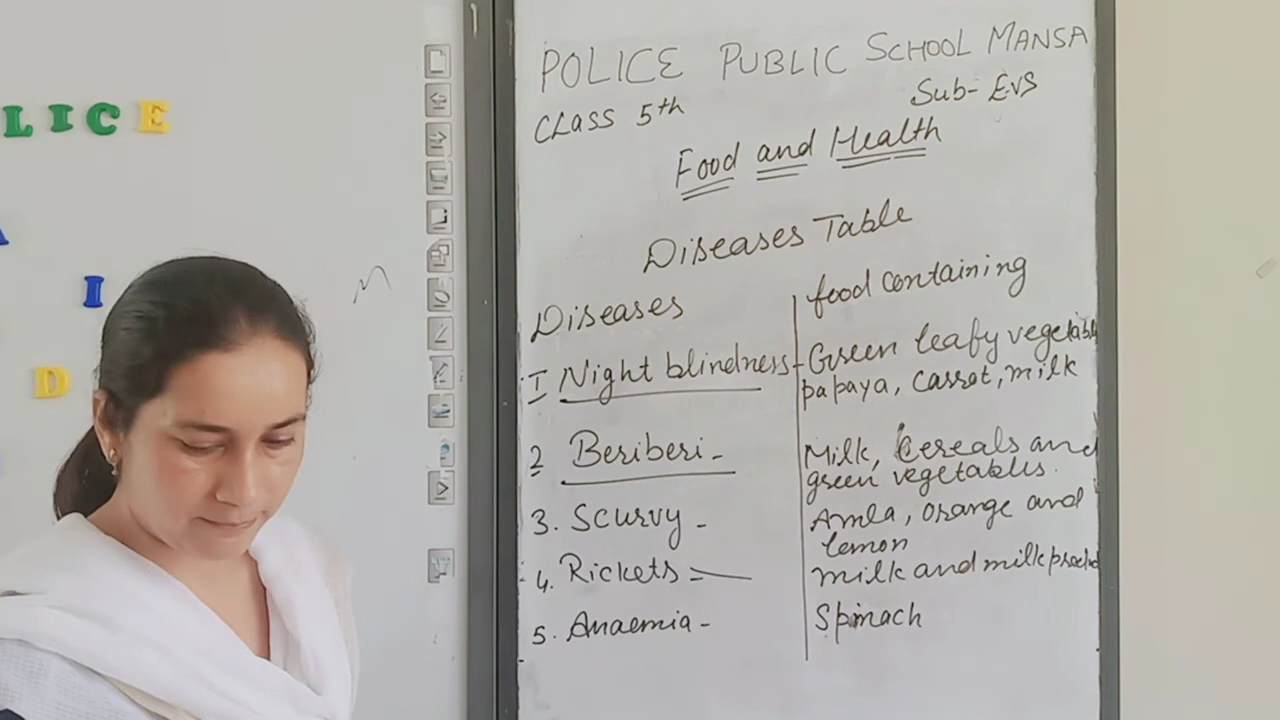 LICE
I
D
POLICE PUBLIC SCHOOL MANSA
CLASS 5th Sub- EVS
Food and Health
Diseases Table
Diseases food containing
1 Night blindness - Green leafy vegetable
papaya, carrot, milk
2 Beriberi - Milk, Cereals and
green vegetables.
3. Scurvy - Amla, orange and
lemon
4. Rickets - milk and milk product
5. Anaemia - Spinach